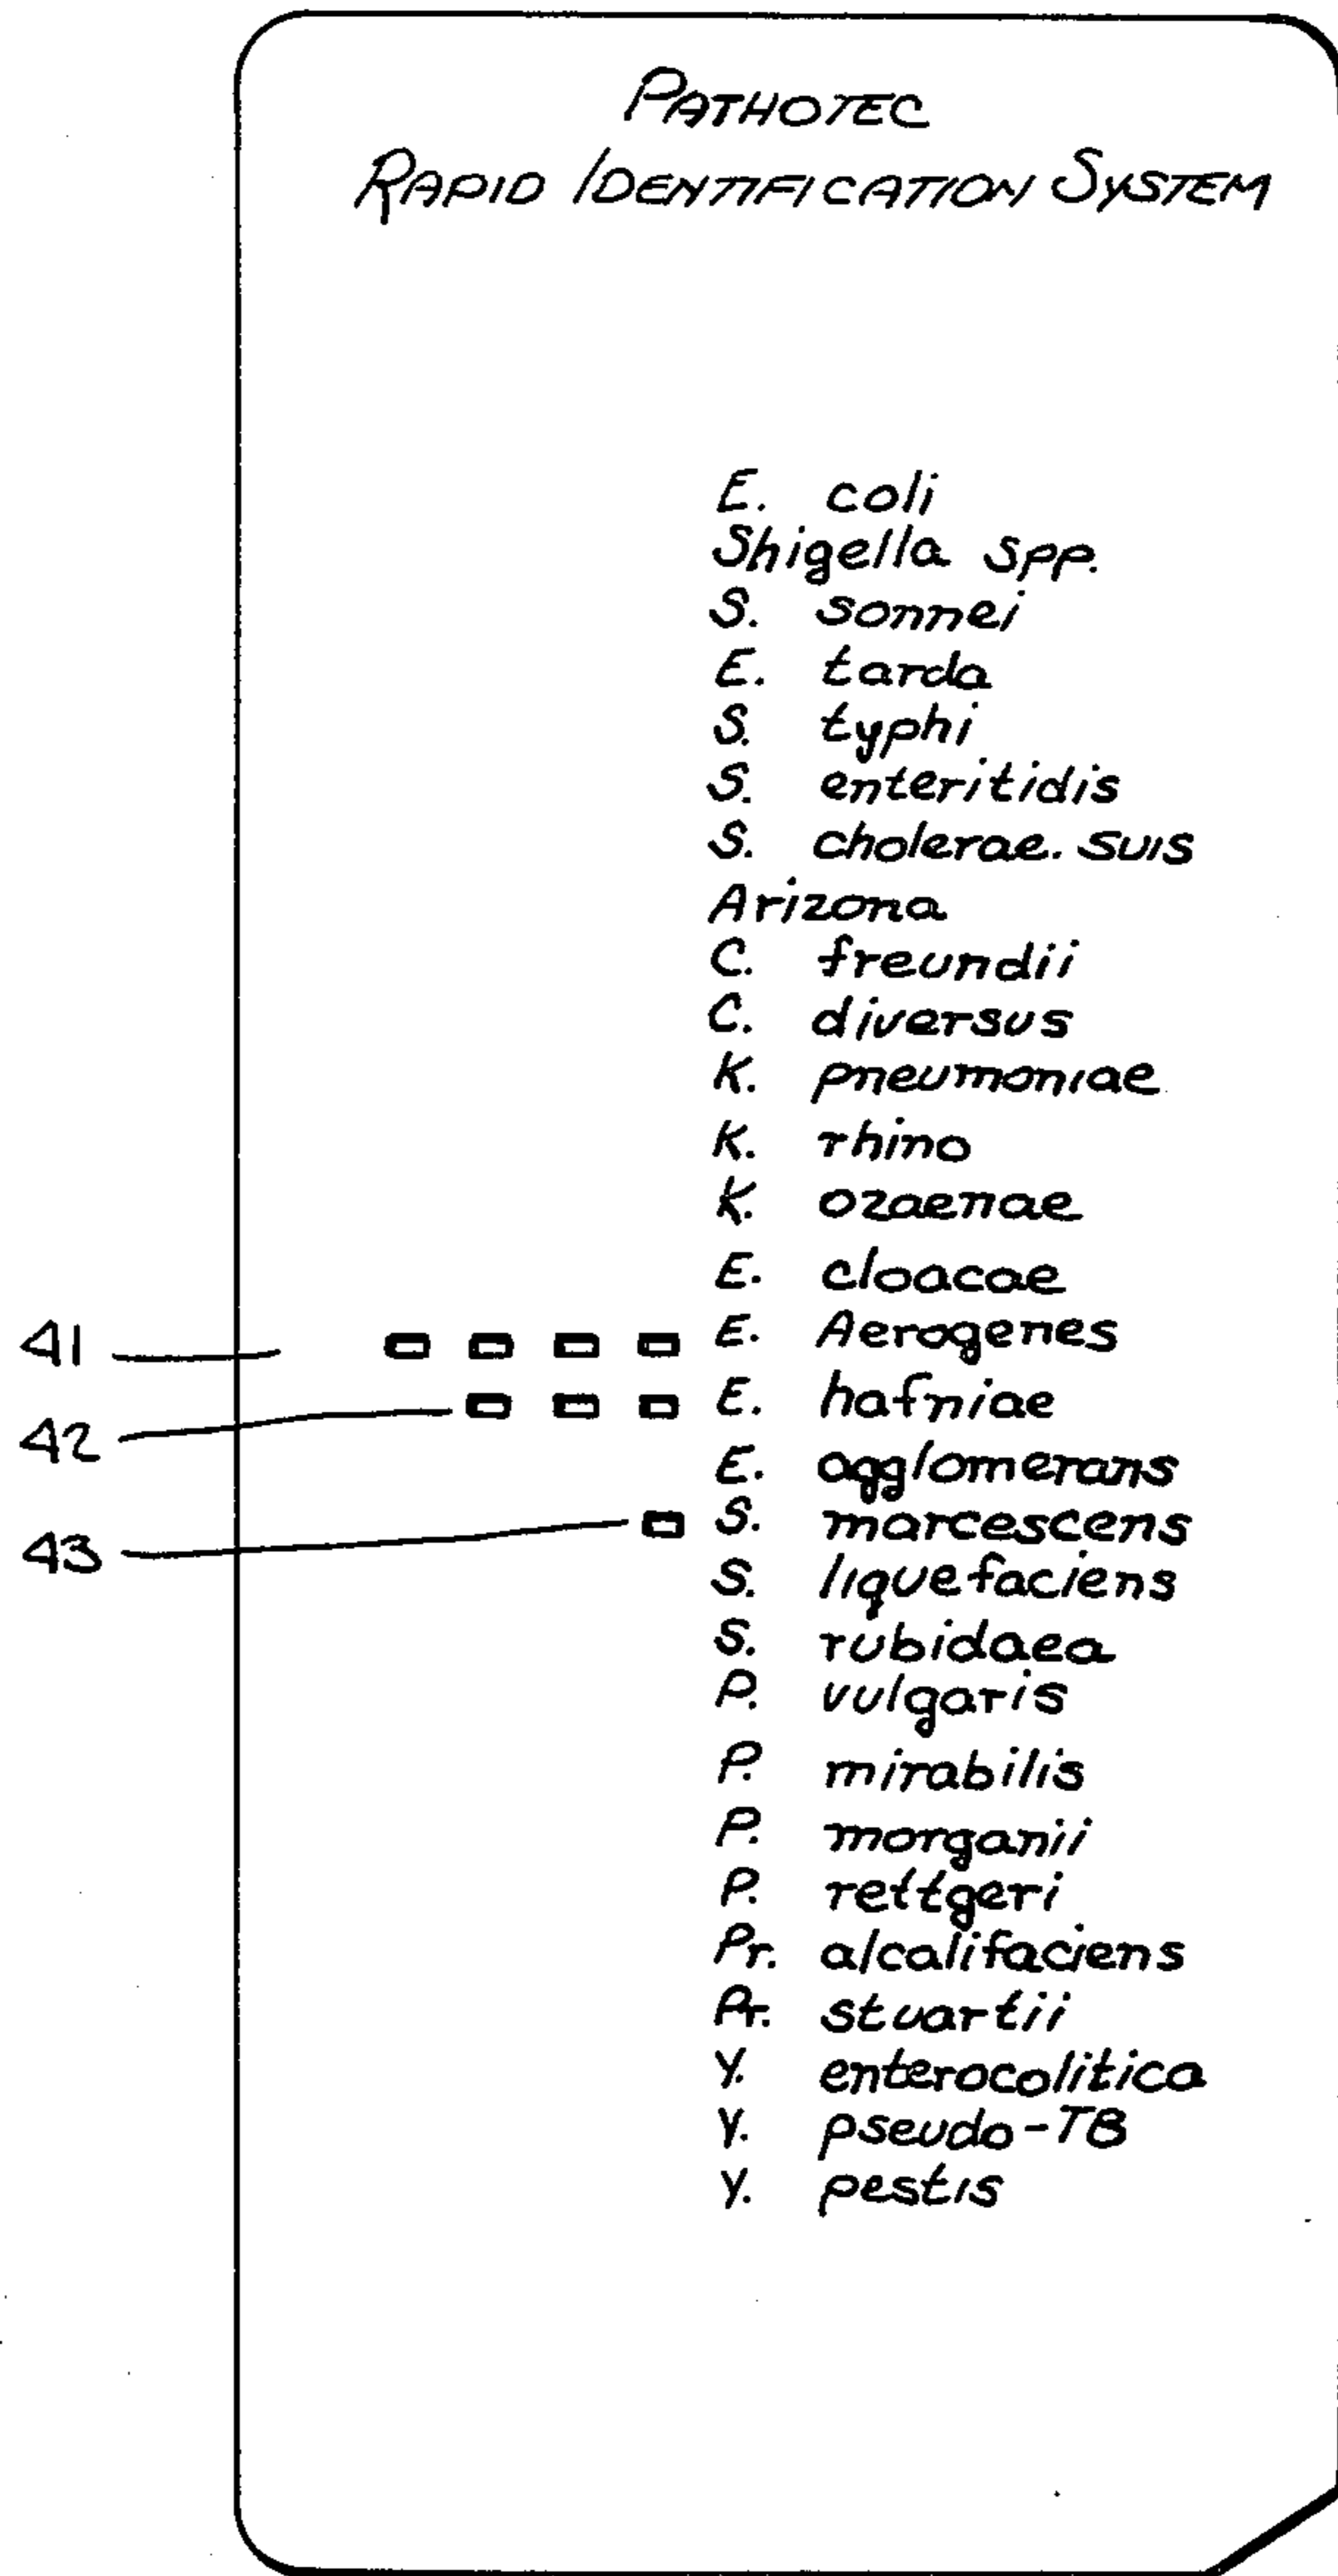 PATHOTEC
RAPID IDENTIFICATION SYSTEM
E. coli
Shigella spp.
S. sonnei
E. tarda
S. typhi
S. enteritidis
S. cholerae. suis
Arizona
C. freundii
C. diversus
K. pneumoniae
K. rhino
K. ozaenae
E. cloacae
41 E. Aerogenes
42 E. hafniae
E. agglomerans
43 S. marcescens
S. liquefaciens
S. rubidaea
P. vulgaris
P. mirabilis
P. morganii
P. rettgeri
Pr. alcalifaciens
Pr. stuartii
Y. enterocolitica
Y. pseudo-TB
Y. pestis